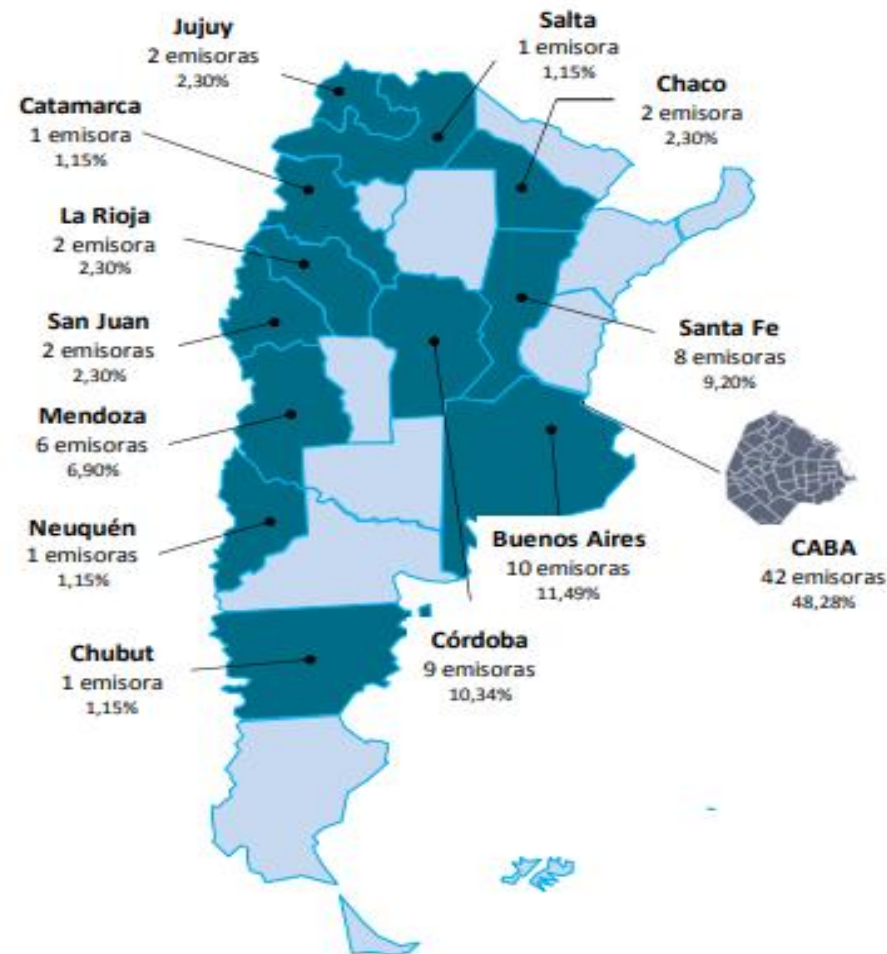 Jujuy
2 emisoras
2,30%
Salta
1 emisora
1,15%
Chaco
2 emisora
2,30%
Catamarca
1 emisora
1,15%
La Rioja
2 emisora
2,30%
San Juan
2 emisoras
2,30%
Santa Fe
8 emisoras
9,20%
Mendoza
6 emisoras
6,90%
Neuquén
1 emisoras
1,15%
Buenos Aires
10 emisoras
11,49%
CABA
42 emisoras
48,28%
Chubut
1 emisora
1,15%
Córdoba
9 emisoras
10,34%